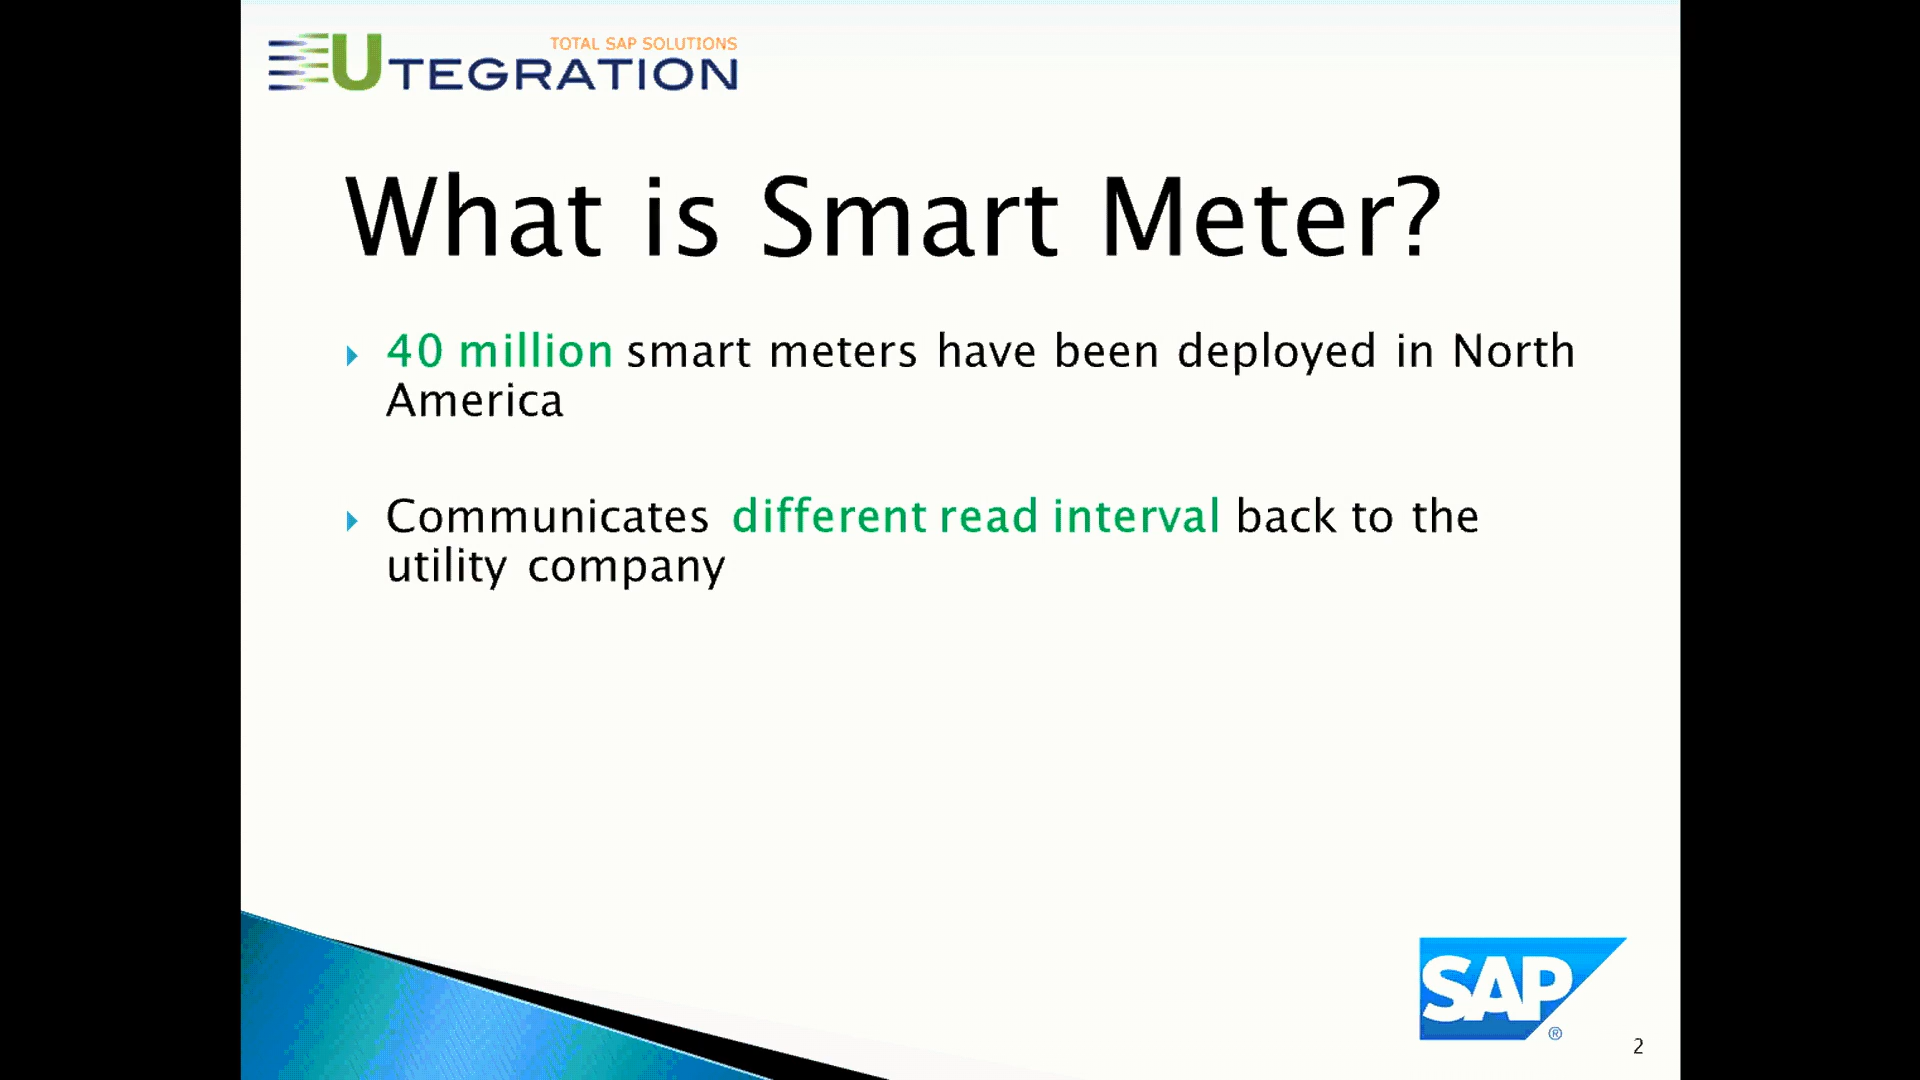 TOTAL SAP SOLUTIONS
UTEGRATION
What is Smart Meter?
40 million smart meters have been deployed in North
America
Communicates different read interval back to the
utility company
SAP
®
2